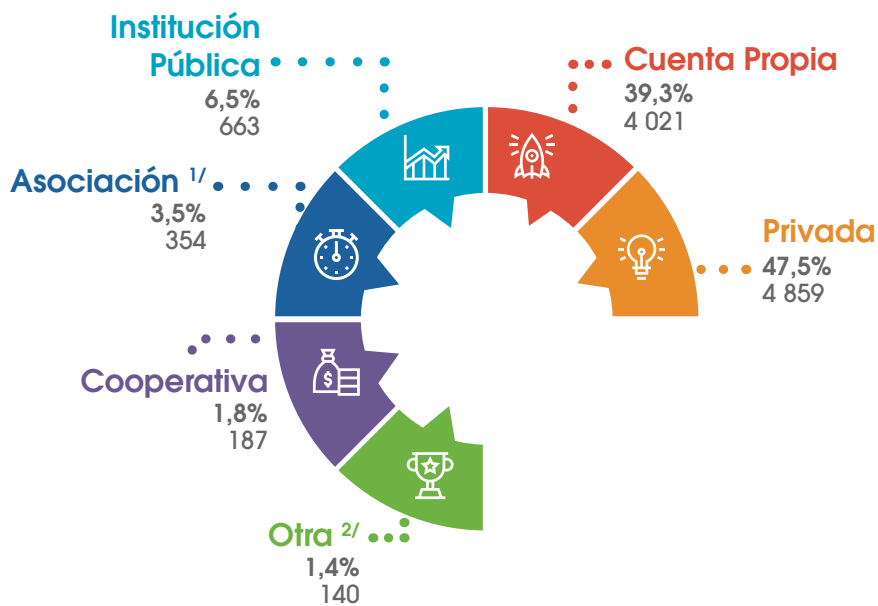 Institución
Pública
6,5%
663
Cuenta Propia
39,3%
4 021
Asociación 1/
3,5%
354
Privada
47,5%
4 859
Cooperativa
1,8%
187
$
Otra 2/
1,4%
140